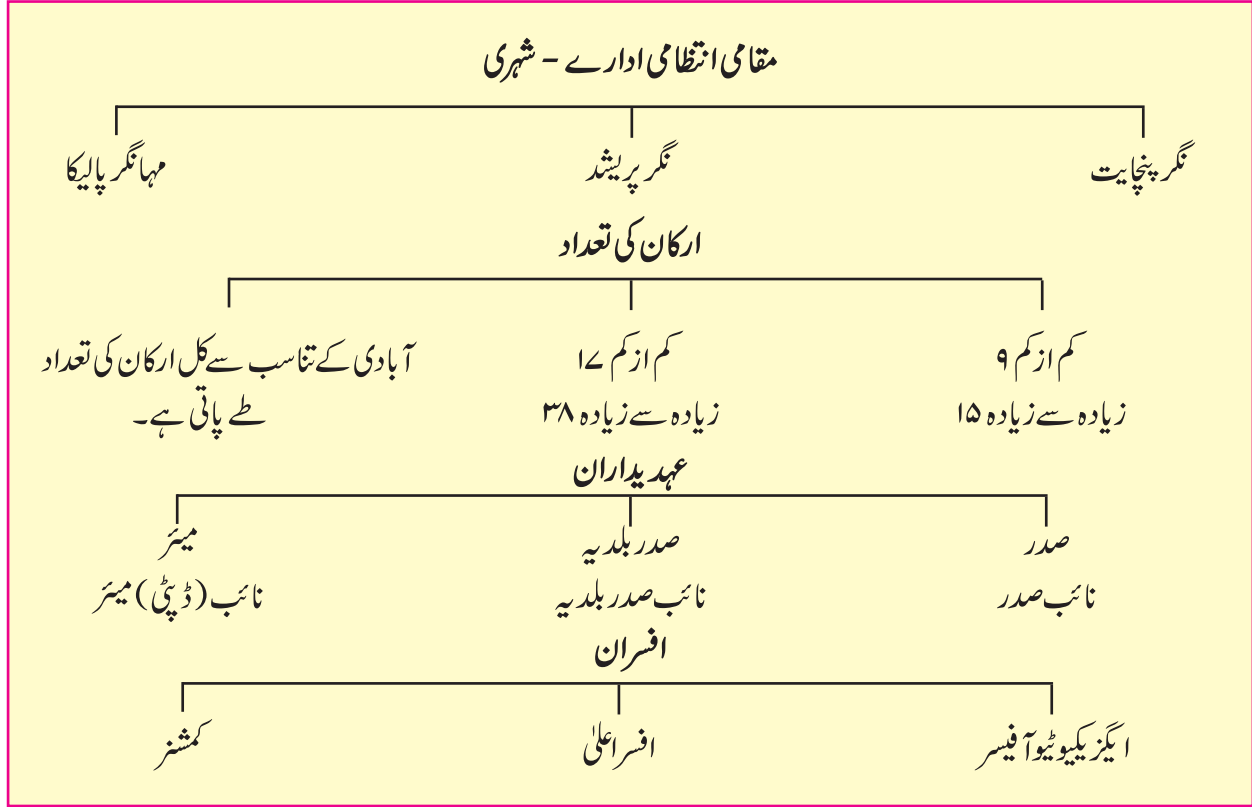 مقامی انتظامی ادارے - شہری
نگر پنچایت
نگر پریشد
مہانگر پالیکا
ارکان کی تعداد
کم از کم ۹
کم از کم ۱۷
آبادی کے تناسب سے کل ارکان کی تعداد
زیادہ سے زیادہ ۱۵
زیادہ سے زیادہ ۳۸
طے پاتی ہے۔
عہدیداران
صدر
صدر بلدیہ
میئر
نائب صدر
نائب صدر بلدیہ
نائب (ڈپٹی) میئر
افسران
ایگزیکیوٹیو آفیسر
افسر اعلیٰ
کمشنر